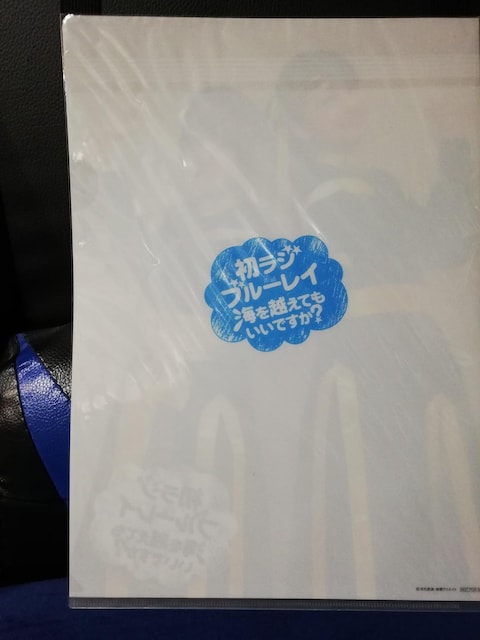 初ラジ
ブルーレイ
海を越えても
いいですか?